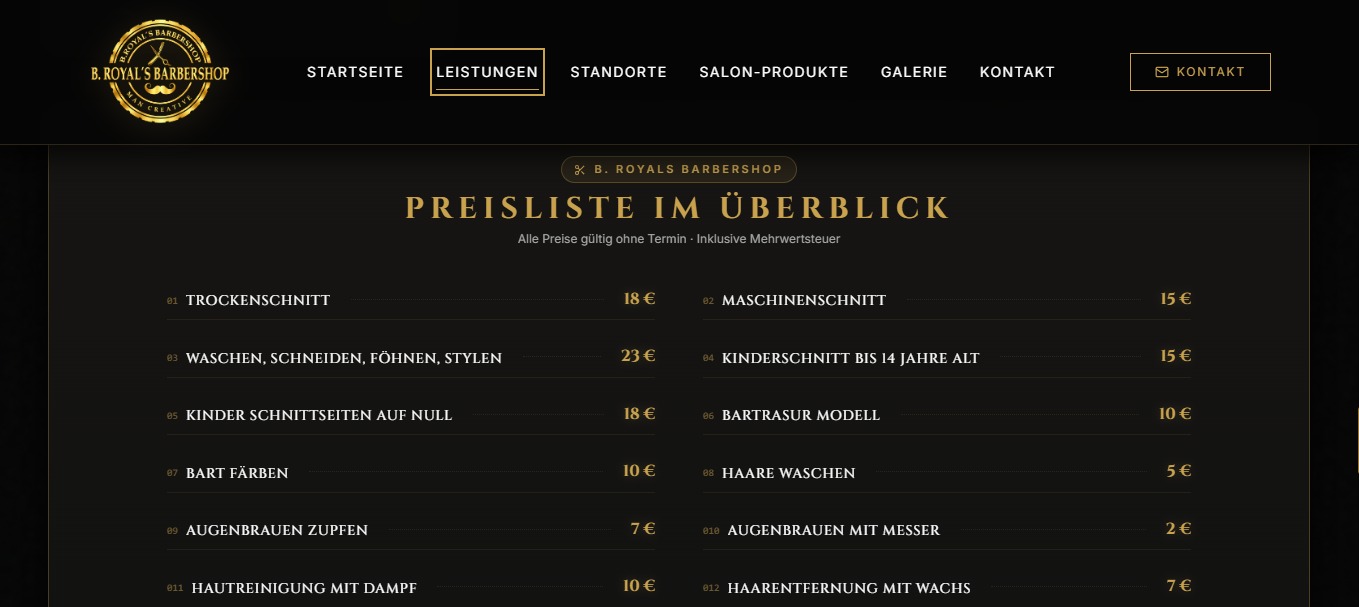 B. ROYAL'S BARBERSHOP
B. ROYAL'S BARBERSHOP
MAN CREATIVE
STARTSEITE
LEISTUNGEN
STANDORTE
SALON-PRODUKTE
GALERIE
KONTAKT
KONTAKT
B. ROYALS BARBERSHOP
PREISLISTE IM ÜBERBLICK
Alle Preise gültig ohne Termin · Inklusive Mehrwertsteuer
01 TROCKENSCHNITT 18 €
02 MASCHINENSCHNITT 15 €
03 WASCHEN, SCHNEIDEN, FÖHNEN, STYLEN 23 €
04 KINDERSCHNITT BIS 14 JAHRE ALT 15 €
05 KINDER SCHNITTSEITEN AUF NULL 18 €
06 BARTRASUR MODELL 10 €
07 BART FÄRBEN 10 €
08 HAARE WASCHEN 5 €
09 AUGENBRAUEN ZUPFEN 7 €
010 AUGENBRAUEN MIT MESSER 2 €
011 HAUTREINIGUNG MIT DAMPF 10 €
012 HAARENTFERNUNG MIT WACHS 7 €